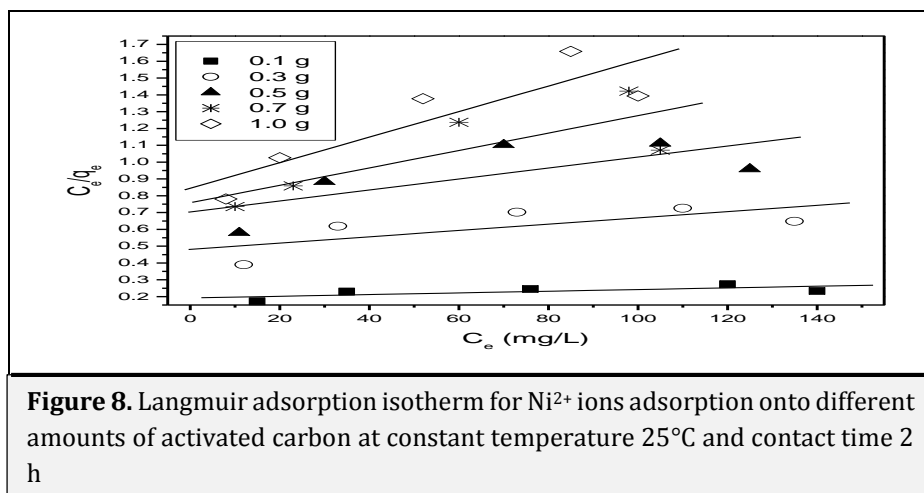 1.7
1.6
1.5
1.4
1.3
1.2
1.1
1.0
0.9
0.8
0.7
0.6
0.5
0.4
0.3
0.2
Ce/qe
0.1 g
0.3 g
0.5 g
0.7 g
1.0 g
0 20 40 60 80 100 120 140
Ce (mg/L)
Figure 8. Langmuir adsorption isotherm for Ni²⁺ ions adsorption onto different
amounts of activated carbon at constant temperature 25°C and contact time 2
h